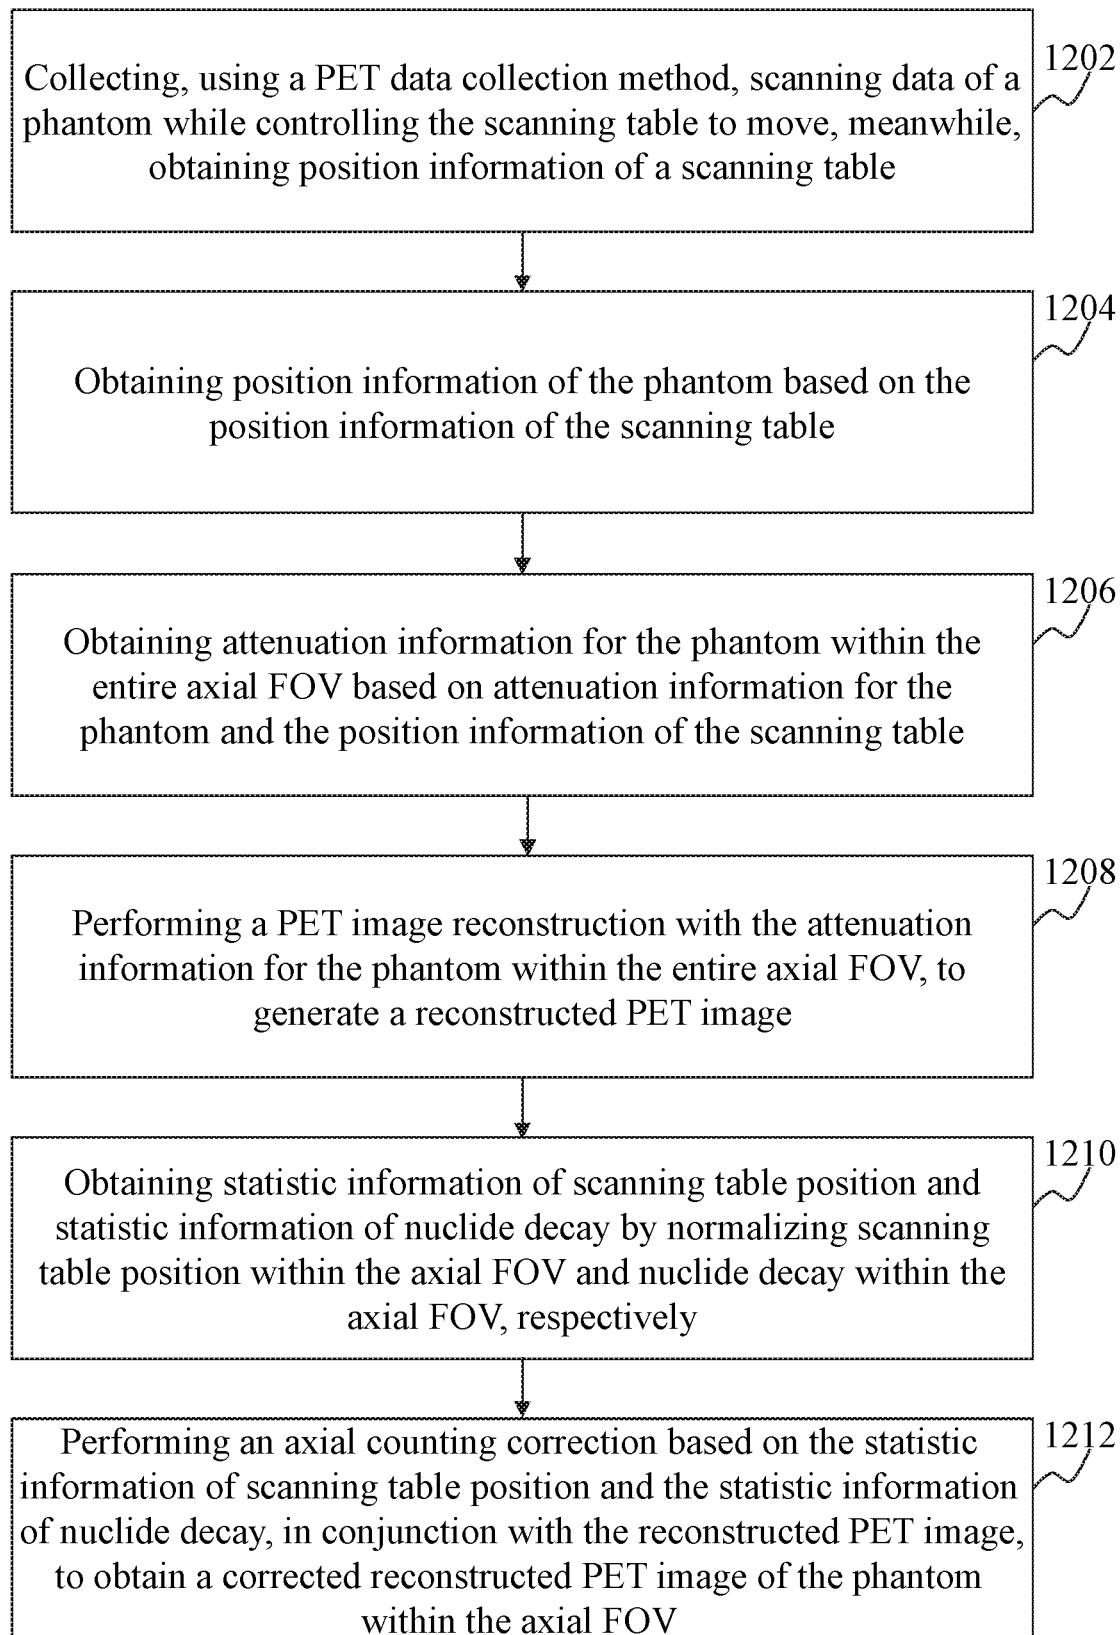 1202
Collecting, using a PET data collection method, scanning data of a
phantom while controlling the scanning table to move, meanwhile,
obtaining position information of a scanning table
1204
Obtaining position information of the phantom based on the
position information of the scanning table
1206
Obtaining attenuation information for the phantom within the
entire axial FOV based on attenuation information for the
phantom and the position information of the scanning table
1208
Performing a PET image reconstruction with the attenuation
information for the phantom within the entire axial FOV, to
generate a reconstructed PET image
1210
Obtaining statistic information of scanning table position and
statistic information of nuclide decay by normalizing scanning
table position within the axial FOV and nuclide decay within the
axial FOV, respectively
1212
Performing an axial counting correction based on the statistic
information of scanning table position and the statistic information
of nuclide decay, in conjunction with the reconstructed PET image,
to obtain a corrected reconstructed PET image of the phantom
within the axial FOV